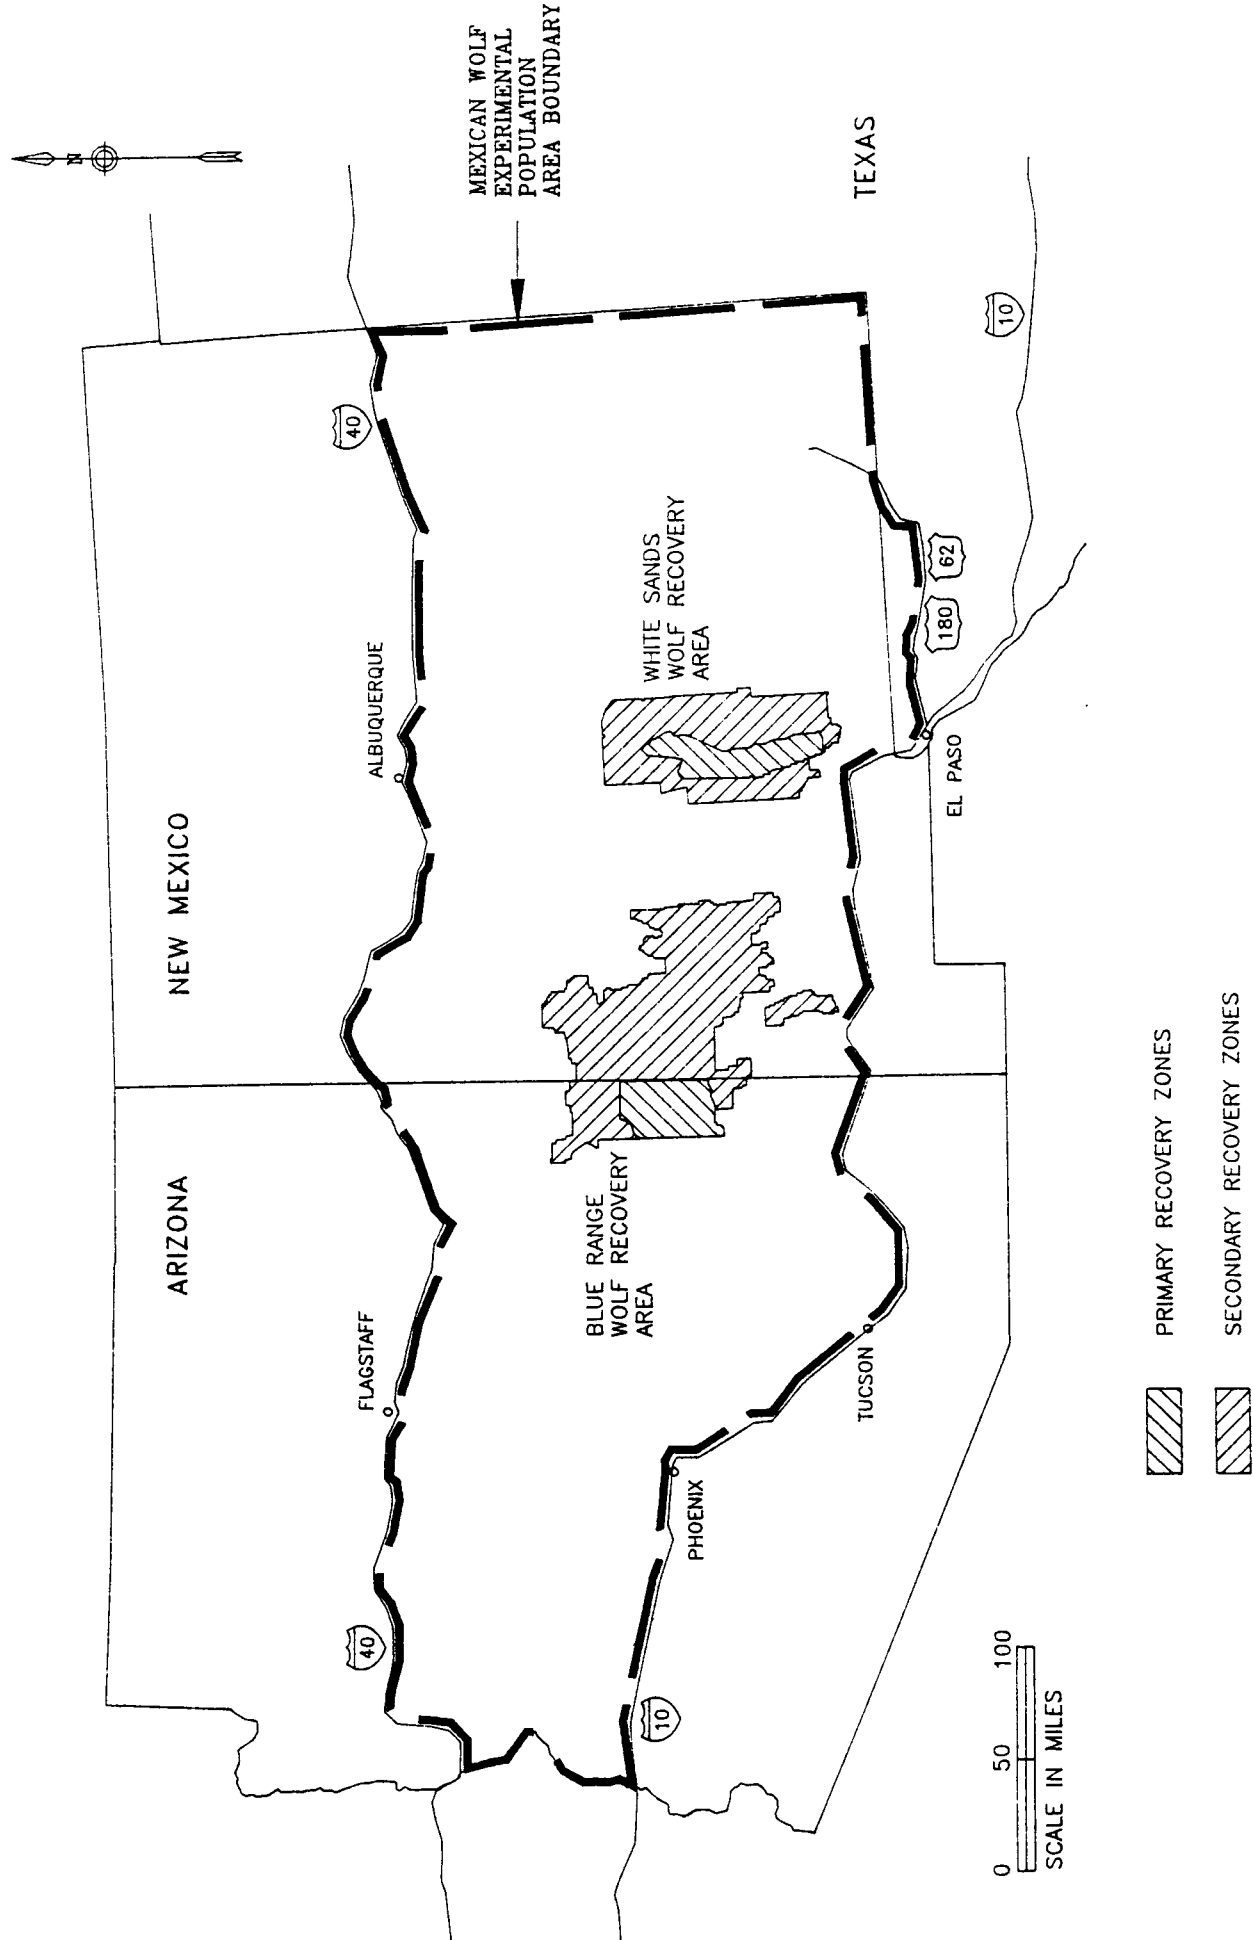 N
MEXICAN WOLF
EXPERIMENTAL
POPULATION
AREA BOUNDARY
NEW MEXICO
ARIZONA
TEXAS
40
40
ALBUQUERQUE
FLAGSTAFF
WHITE SANDS
WOLF RECOVERY
AREA
BLUE RANGE
WOLF RECOVERY
AREA
PHOENIX
TUCSON
EL PASO
10
10
180
62
0 50 100
SCALE IN MILES
PRIMARY RECOVERY ZONES
SECONDARY RECOVERY ZONES